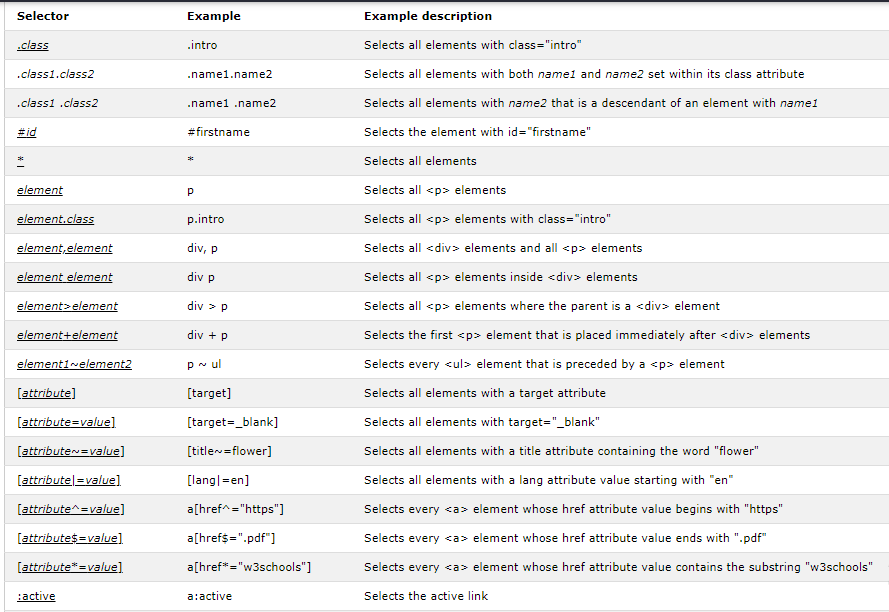 Selector Example Example description
.class .intro Selects all elements with class="intro"
.class1.class2 .name1.name2 Selects all elements with both name1 and name2 set within its class attribute
.class1 .class2 .name1 .name2 Selects all elements with name2 that is a descendant of an element with name1
#id #firstname Selects the element with id="firstname"
* * Selects all elements
element p Selects all <p> elements
element.class p.intro Selects all <p> elements with class="intro"
element,element div, p Selects all <div> elements and all <p> elements
element element div p Selects all <p> elements inside <div> elements
element>element div > p Selects all <p> elements where the parent is a <div> element
element+element div + p Selects the first <p> element that is placed immediately after <div> elements
element1~element2 p ~ ul Selects every <ul> element that is preceded by a <p> element
[attribute] [target] Selects all elements with a target attribute
[attribute=value] [target=_blank] Selects all elements with target="_blank"
[attribute~=value] [title~=flower] Selects all elements with a title attribute containing the word "flower"
[attribute|=value] [lang|=en] Selects all elements with a lang attribute value starting with "en"
[attribute^=value] a[href^="https"] Selects every <a> element whose href attribute value begins with "https"
[attribute$=value] a[href$=".pdf"] Selects every <a> element whose href attribute value ends with ".pdf"
[attribute*=value] a[href*="w3schools"] Selects every <a> element whose href attribute value contains the substring "w3schools"
:active a:active Selects the active link